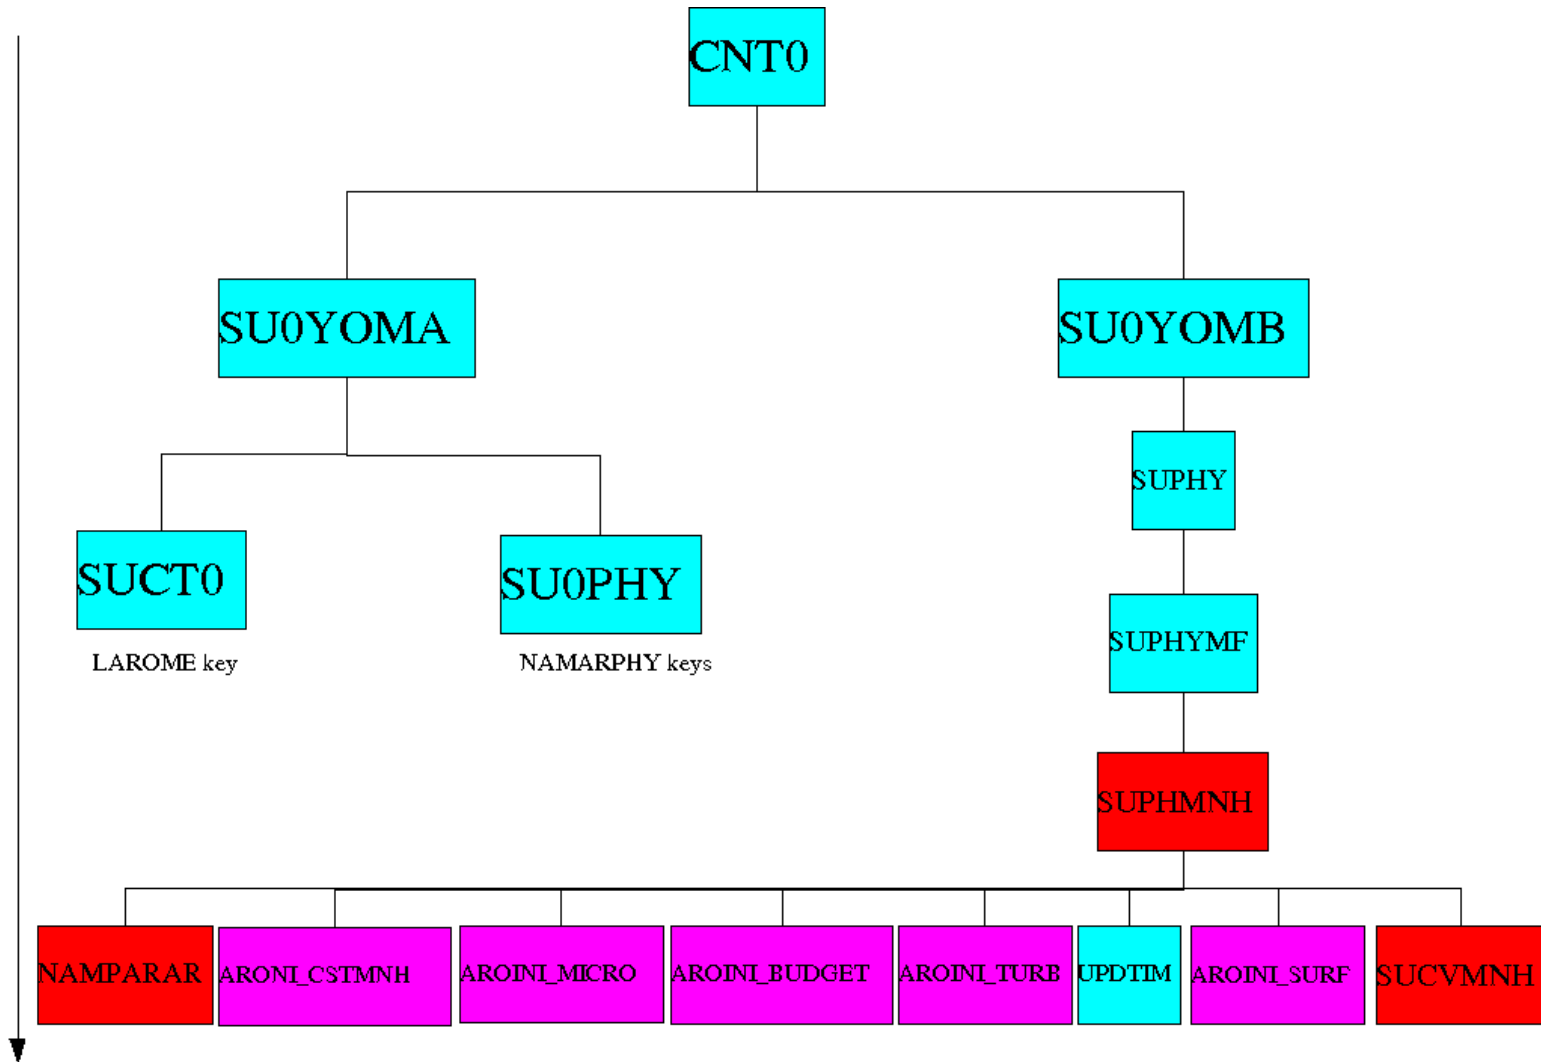 CNT0
SU0YOMA
SU0YOMB
SUPHY
SUCT0
SU0PHY
SUPHYMF
LAROME key
NAMARPHY keys
SUPHMNH
NAMPARAR
ARONI_CSTMNH
AROINI_MICRO
AROINI_BUDGET
AROINI_TURB
UPDTIM
AROINI_SURF
SUCVMNH